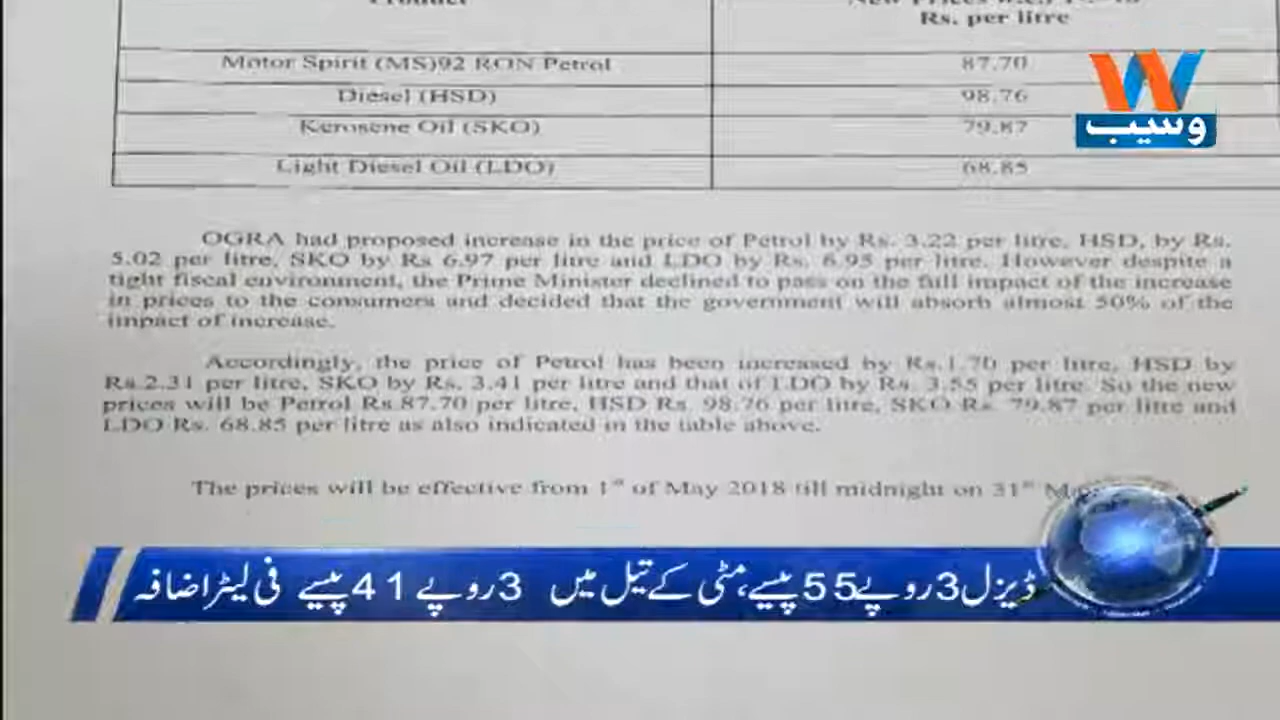 Product
Rs. per litre
Motor Spirit (MS)92 RON Petrol 87.70
Diesel (HSD) 98.76
Kerosene Oil (SKO) 79.87
Light Diesel Oil (LDO) 68.85
وسیب
OGRA had proposed increase in the price of Petrol by Rs. 3.22 per litre, HSD, by Rs.
5.02 per litre, SKO by Rs 6.97 per litre and LDO by Rs. 6.95 per litre. However despite a
tight fiscal environment, the Prime Minister declined to pass on the full impact of the increase
in prices to the consumers and decided that the government will absorb almost 50% of the
impact of increase.
Accordingly, the price of Petrol has been increased by Rs.1.70 per litre, HSD by
Rs.2.31 per litre, SKO by Rs. 3.41 per litre and that of LDO by Rs. 3.55 per litre. So the new
prices will be Petrol Rs.87.70 per litre, HSD Rs. 98.76 per litre, SKO Rs. 79.87 per litre and
LDO Rs. 68.85 per litre as also indicated in the table above.
The prices will be effective from 1st of May 2018 till midnight on 31st
ڈیزل 3 روپے 55 پیسے، مٹی کے تیل میں 3 روپے 41 پیسے فی لیٹر اضافہ